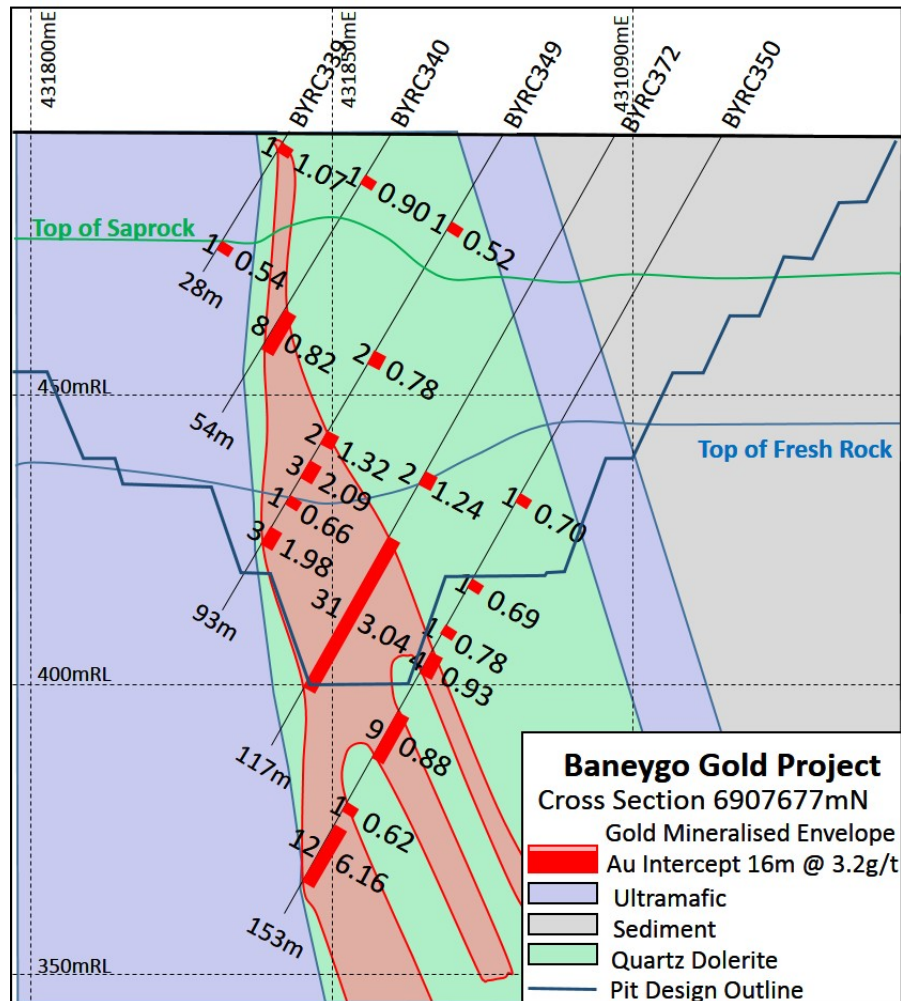 431800mE
BYRC339
431850mE
BYRC340
BYRC349
431090mE
BYRC372
BYRC350
1 1.07
1 0.90
1 0.52
Top of Saprock
1 0.54
28m
8 0.82
2 0.78
450mRL
54m
2 1.32
Top of Fresh Rock
3 2.09
2 1.24
1 0.66
1 0.70
3 1.98
1 0.69
93m
31 3.04
1 0.78
4 0.93
400mRL
9 0.88
117m
1 0.62
12 6.16
153m
350mRL
Baneygo Gold Project
Cross Section 6907677mN
Gold Mineralised Envelope
Au Intercept 16m @ 3.2g/t
Ultramafic
Sediment
Quartz Dolerite
Pit Design Outline